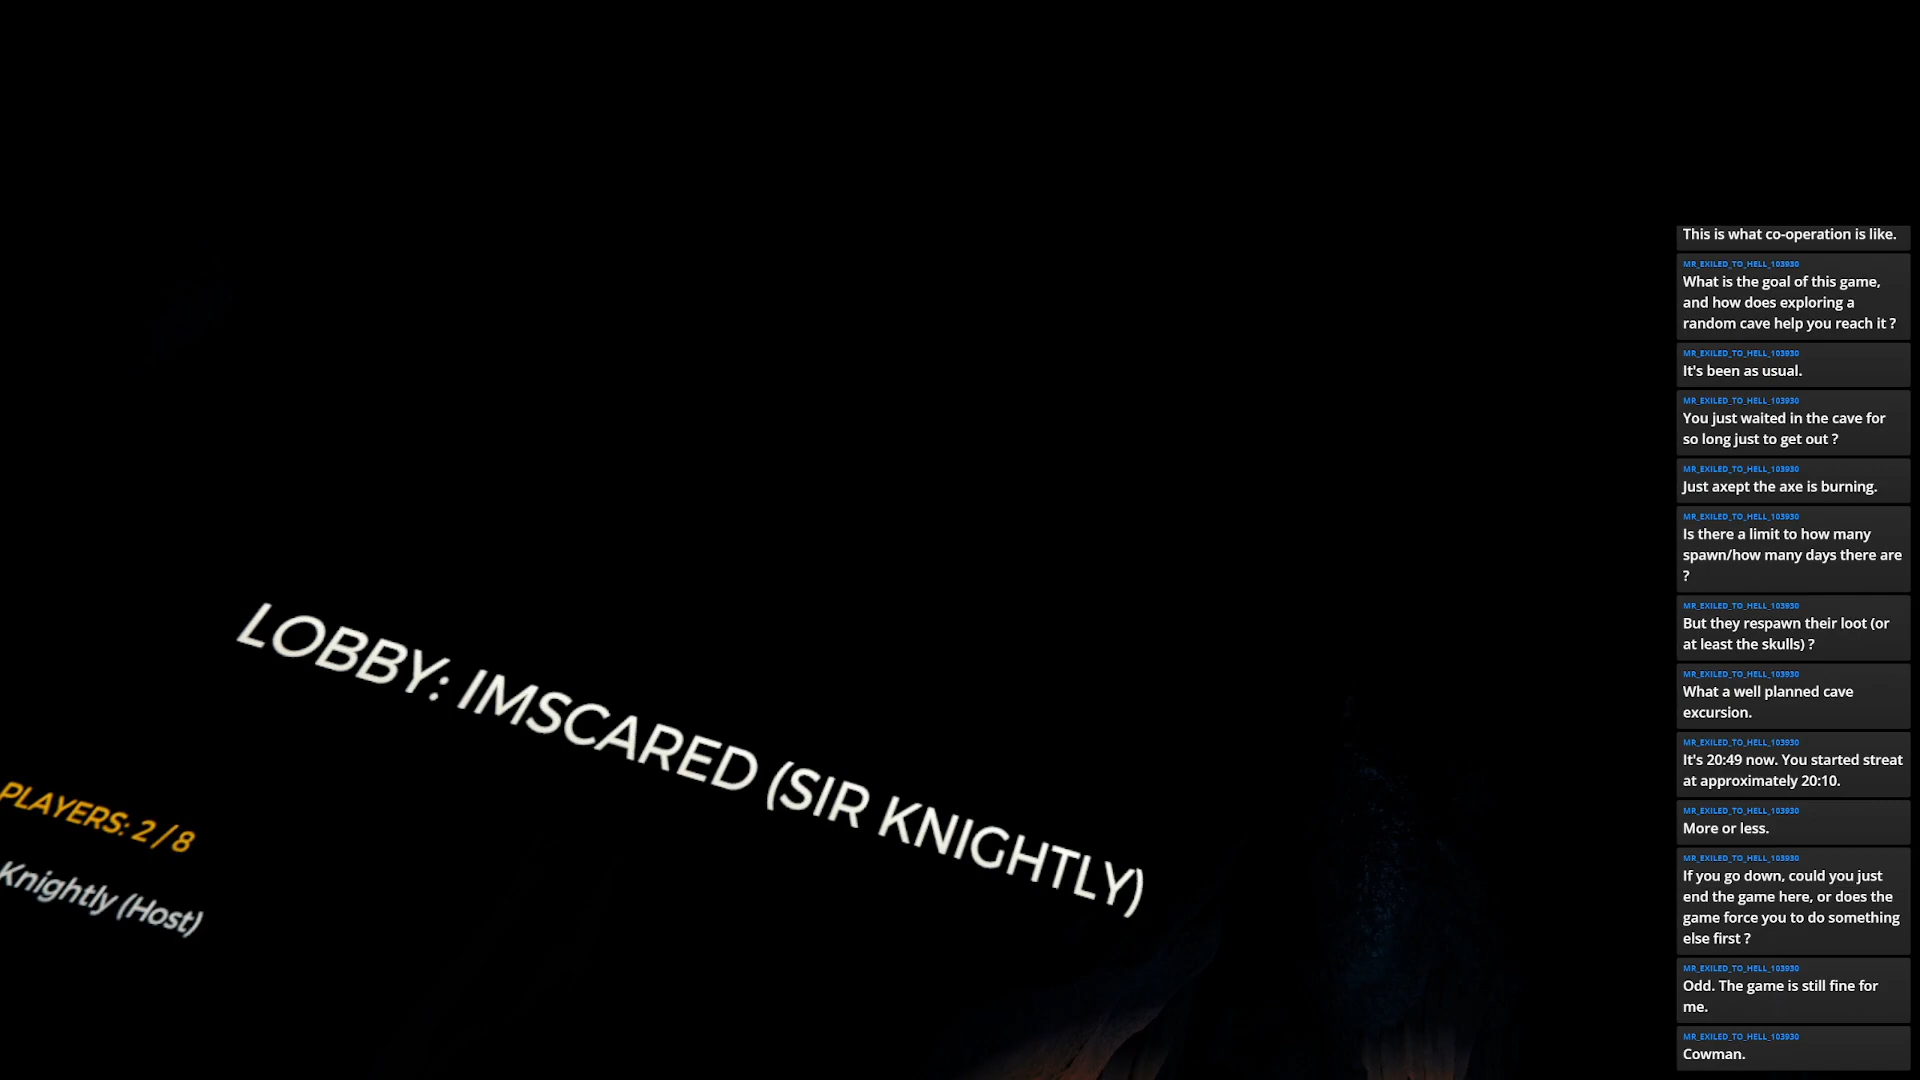 LOBBY: IMSCARED (SIR KNIGHTLY)
PLAYERS: 2 / 8
Knightly (Host)
This is what co-operation is like.
MR_EXILED_TO_HELL_103930
What is the goal of this game,
and how does exploring a
random cave help you reach it ?
MR_EXILED_TO_HELL_103930
It's been as usual.
MR_EXILED_TO_HELL_103930
You just waited in the cave for
so long just to get out ?
MR_EXILED_TO_HELL_103930
Just axept the axe is burning.
MR_EXILED_TO_HELL_103930
Is there a limit to how many
spawn/how many days there are
?
MR_EXILED_TO_HELL_103930
But they respawn their loot (or
at least the skulls) ?
MR_EXILED_TO_HELL_103930
What a well planned cave
excursion.
MR_EXILED_TO_HELL_103930
It's 20:49 now. You started streat
at approximately 20:10.
MR_EXILED_TO_HELL_103930
More or less.
MR_EXILED_TO_HELL_103930
If you go down, could you just
end the game here, or does the
game force you to do something
else first ?
MR_EXILED_TO_HELL_103930
Odd. The game is still fine for
me.
MR_EXILED_TO_HELL_103930
Cowman.